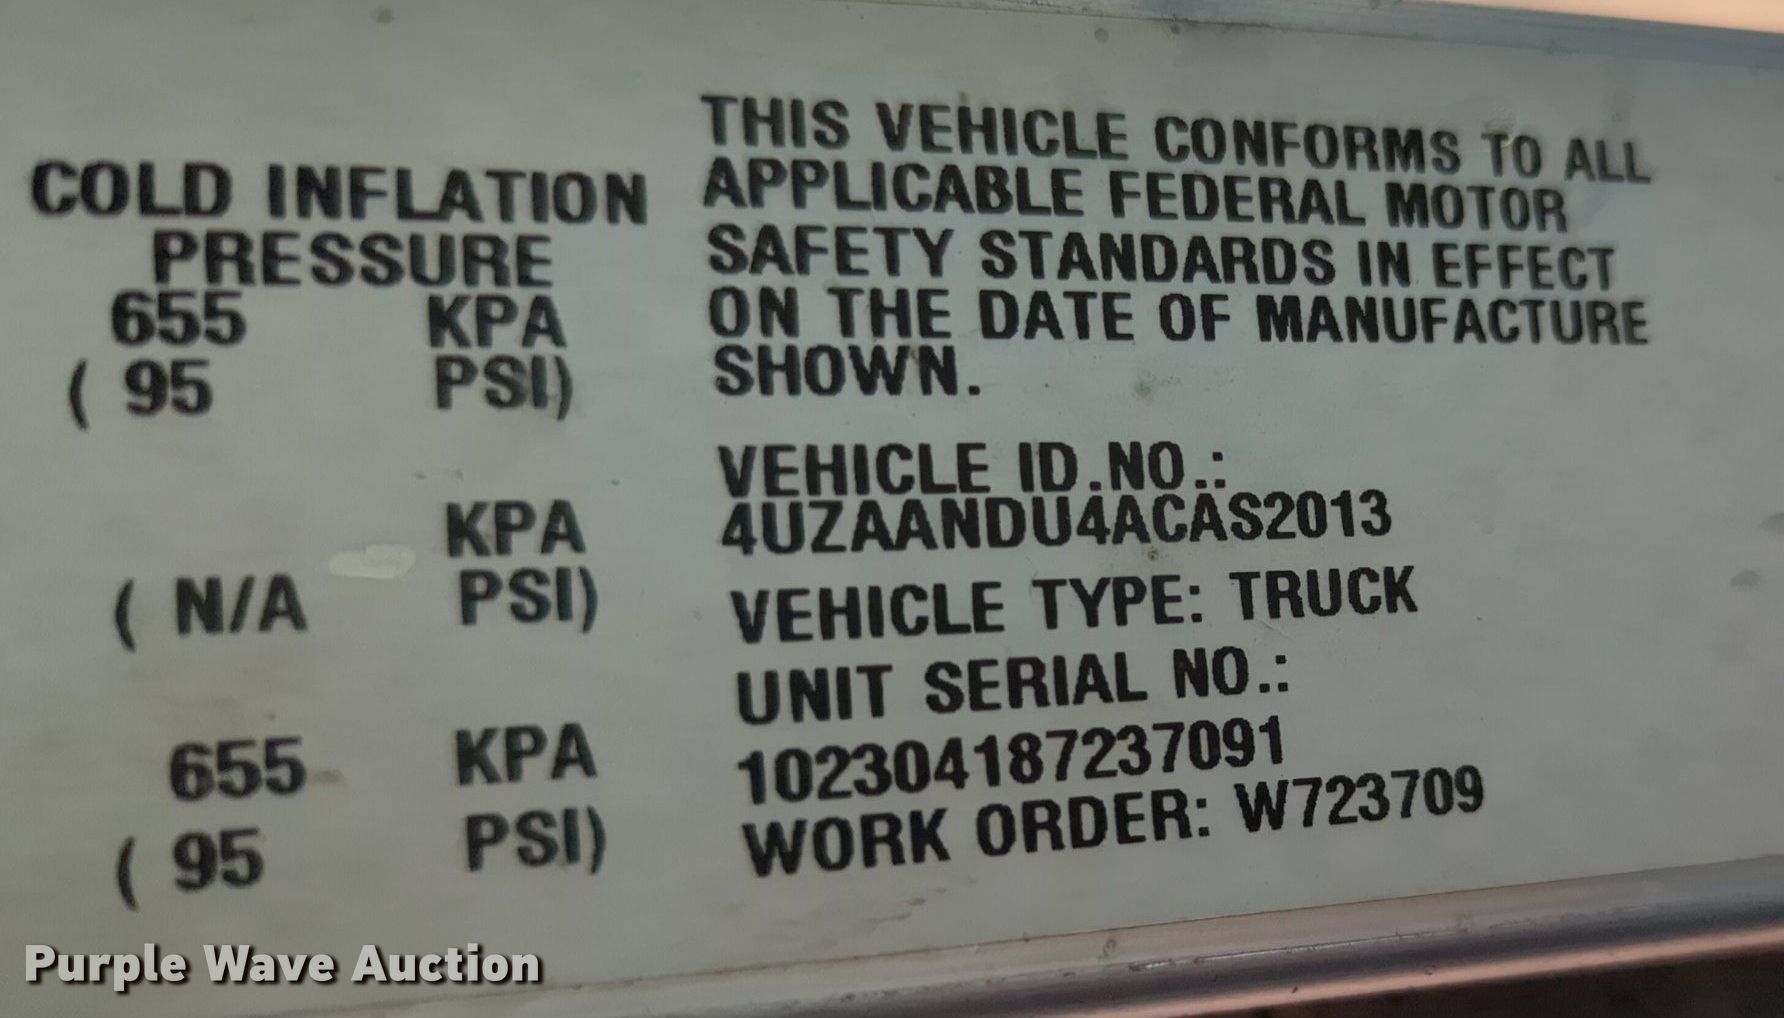 COLD INFLATION
PRESSURE
655 KPA
( 95 PSI)
KPA
( N/A PSI)
655 KPA
( 95 PSI)
THIS VEHICLE CONFORMS TO ALL
APPLICABLE FEDERAL MOTOR
SAFETY STANDARDS IN EFFECT
ON THE DATE OF MANUFACTURE
SHOWN.
VEHICLE ID.NO.:
4UZAANDU4ACAS2013
VEHICLE TYPE: TRUCK
UNIT SERIAL NO.:
102304187237091
WORK ORDER: W723709
Purple Wave Auction